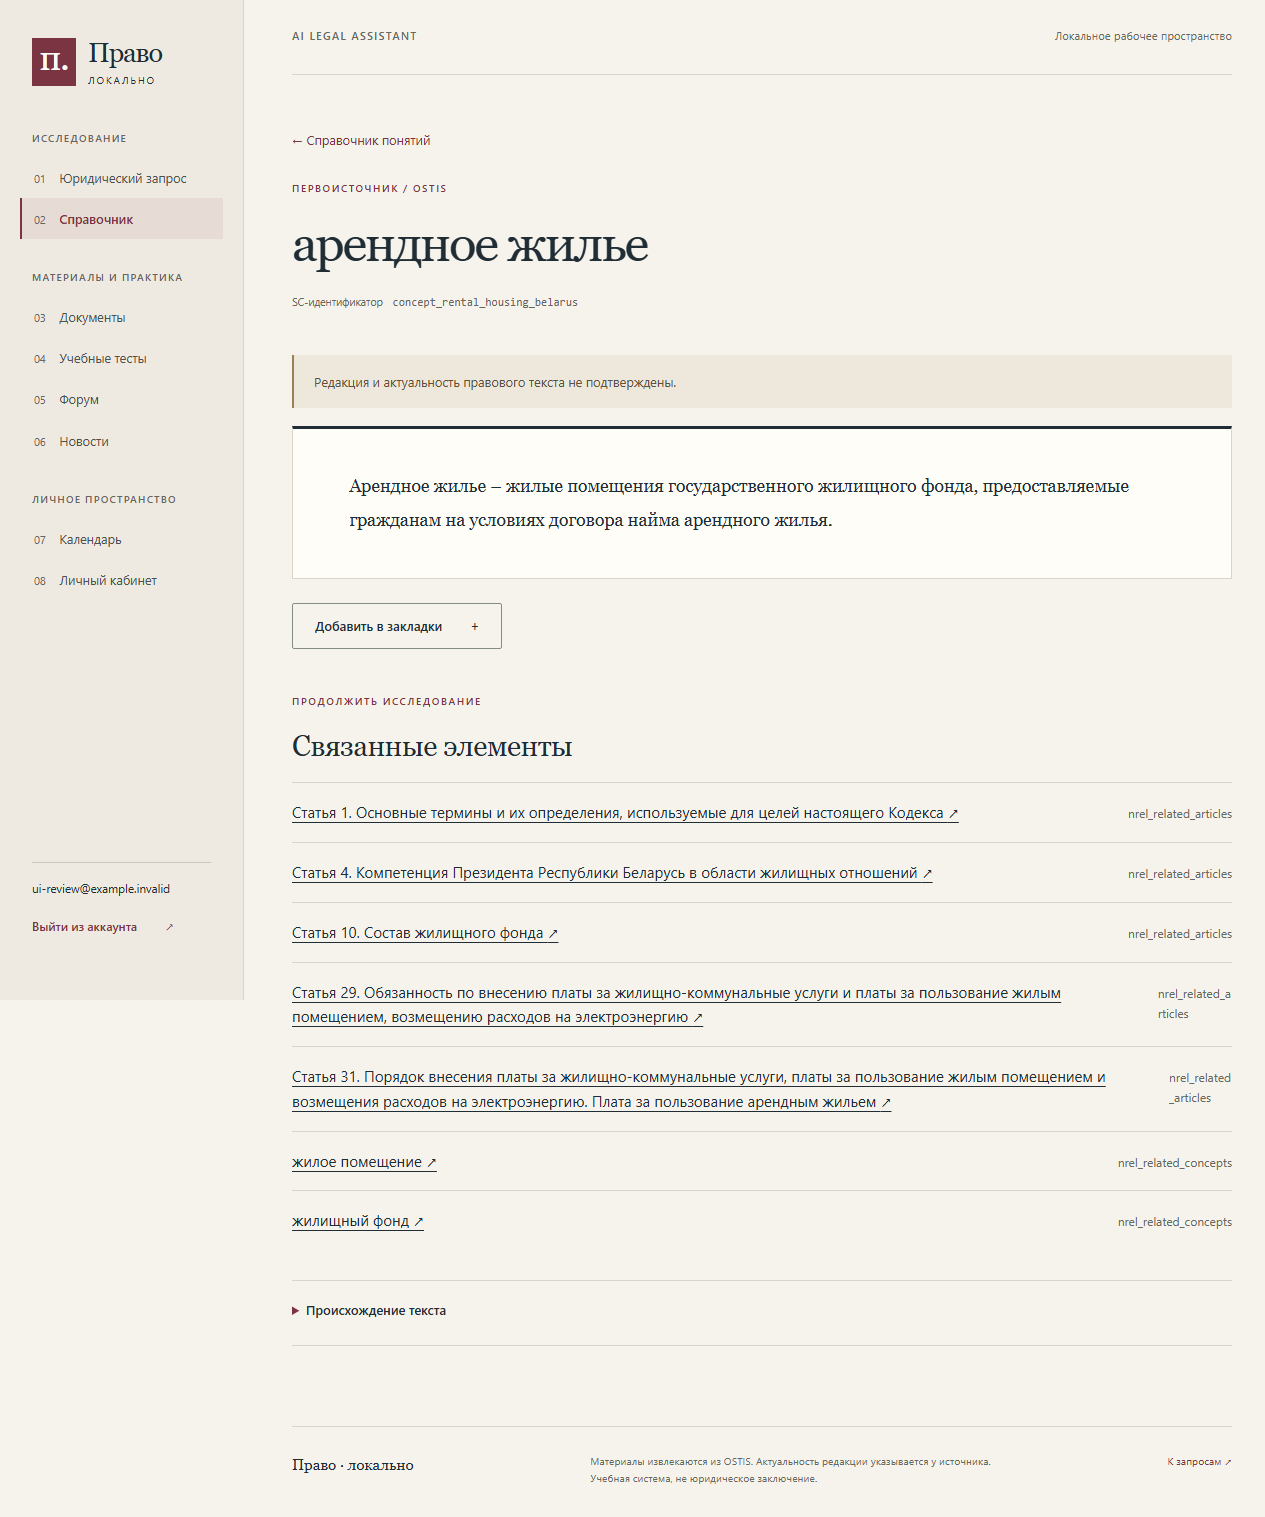 П.
Право
ЛОКАЛЬНО
ИССЛЕДОВАНИЕ
01 Юридический запрос
02 Справочник
МАТЕРИАЛЫ И ПРАКТИКА
03 Документы
04 Учебные тесты
05 Форум
06 Новости
ЛИЧНОЕ ПРОСТРАНСТВО
07 Календарь
08 Личный кабинет
ui-review@example.invalid
Выйти из аккаунта ↗
AI LEGAL ASSISTANT
Локальное рабочее пространство
← Справочник понятий
ПЕРВОИСТОЧНИК / OSTIS
арендное жилье
SC-идентификатор concept_rental_housing_belarus
Редакция и актуальность правового текста не подтверждены.
Арендное жилье – жилые помещения государственного жилищного фонда, предоставляемые
гражданам на условиях договора найма арендного жилья.
Добавить в закладки +
ПРОДОЛЖИТЬ ИССЛЕДОВАНИЕ
Связанные элементы
Статья 1. Основные термины и их определения, используемые для целей настоящего Кодекса ↗
nrel_related_articles
Статья 4. Компетенция Президента Республики Беларусь в области жилищных отношений ↗
nrel_related_articles
Статья 10. Состав жилищного фонда ↗
nrel_related_articles
Статья 29. Обязанность по внесению платы за жилищно-коммунальные услуги и платы за пользование жилым
помещением, возмещению расходов на электроэнергию ↗
nrel_related_a
rticles
Статья 31. Порядок внесения платы за жилищно-коммунальные услуги, платы за пользование жилым помещением и
возмещения расходов на электроэнергию. Плата за пользование арендным жильем ↗
nrel_related
_articles
жилое помещение ↗
nrel_related_concepts
жилищный фонд ↗
nrel_related_concepts
Происхождение текста
Право · локально
Материалы извлекаются из OSTIS. Актуальность редакции указывается у источника.
Учебная система, не юридическое заключение.
К запросам ↗